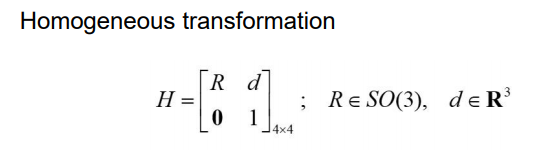 Homogeneous transformation
H = [ R d
0 1 ]4×4 ; R ∈ SO(3), d ∈ R³